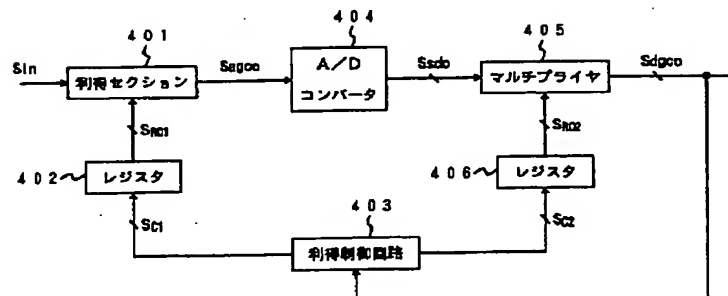 401
404
405
Sin
利得セクション
Sagco
A/D
コンバータ
Sadc
マルチプライヤ
Sdgco
SRC1
SRC2
402
レジスタ
406
レジスタ
403
SC1
SC2
利得制御回路